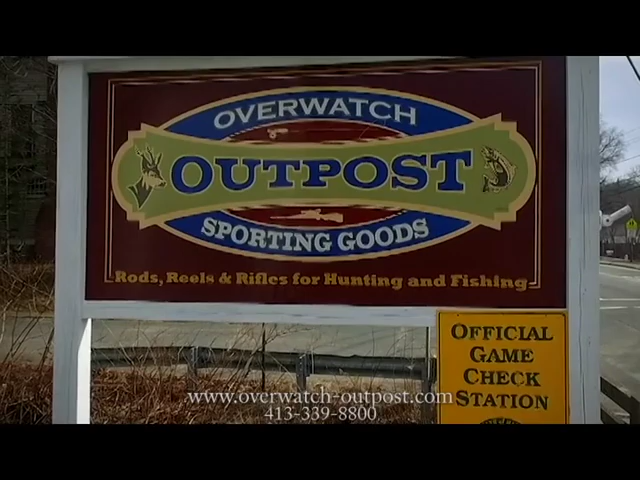 OVERWATCH
OUTPOST
SPORTING GOODS
Rods, Reels & Rifles for Hunting and Fishing
OFFICIAL
GAME
CHECK
STATION
www.overwatch-outpost.com
413-339-8800